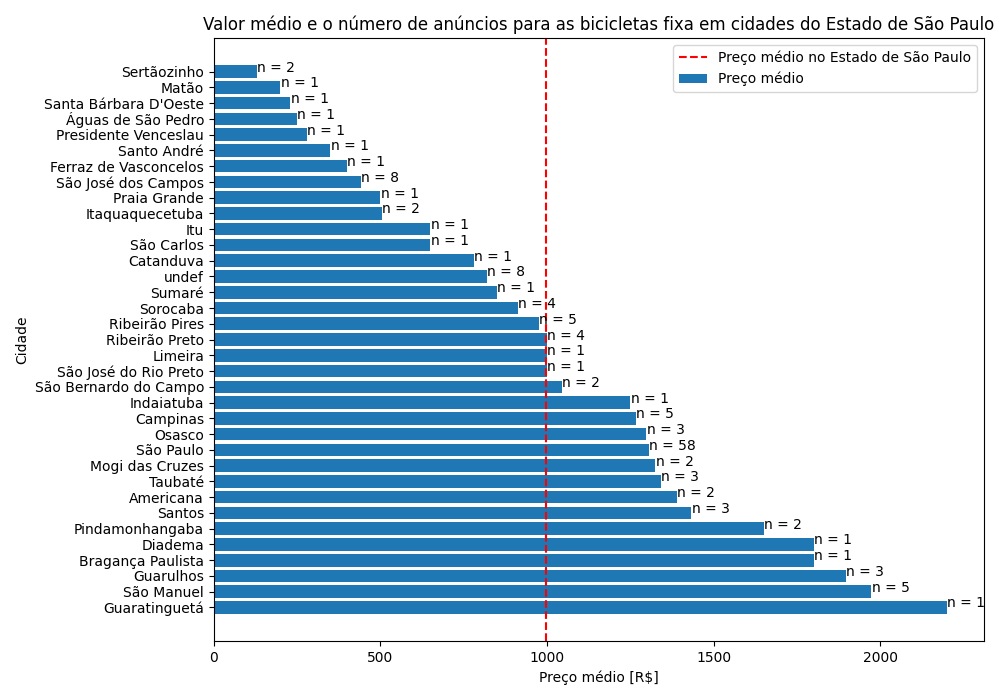 Valor médio e o número de anúncios para as bicicletas fixa em cidades do Estado de São Paulo
Preço médio no Estado de São Paulo
Preço médio
Cidade
Sertãozinho n = 2
Matão n = 1
Santa Bárbara D'Oeste n = 1
Águas de São Pedro n = 1
Presidente Venceslau n = 1
Santo André n = 1
Ferraz de Vasconcelos n = 1
São José dos Campos n = 8
Praia Grande n = 1
Itaquaquecetuba n = 2
Itu n = 1
São Carlos n = 1
Catanduva n = 1
undef n = 8
Sumaré n = 1
Sorocaba n = 4
Ribeirão Pires n = 5
Ribeirão Preto n = 4
Limeira n = 1
São José do Rio Preto n = 1
São Bernardo do Campo n = 2
Indaiatuba n = 1
Campinas n = 5
Osasco n = 3
São Paulo n = 58
Mogi das Cruzes n = 2
Taubaté n = 3
Americana n = 2
Santos n = 3
Pindamonhangaba n = 2
Diadema n = 1
Bragança Paulista n = 1
Guarulhos n = 3
São Manuel n = 5
Guaratinguetá n = 1
0 500 1000 1500 2000
Preço médio [R$]